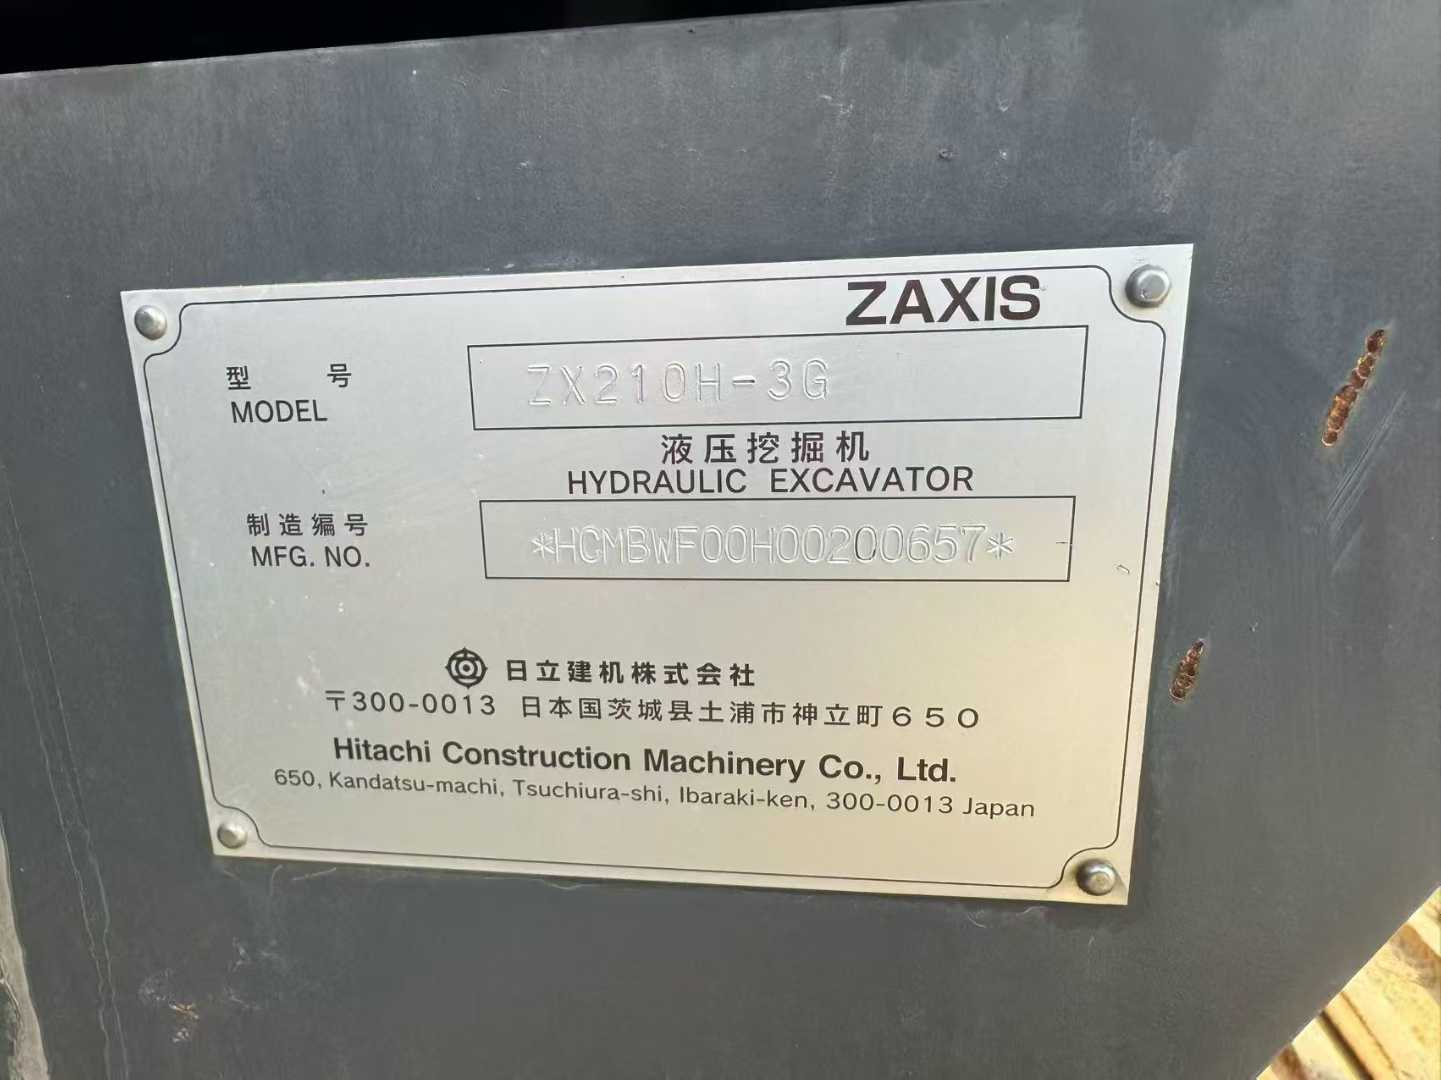 ZAXIS
型 号 ZX210H-3G
MODEL
液压挖掘机
HYDRAULIC EXCAVATOR
制造编号 *HCMBWF00H00200657*
MFG. NO.
日立建机株式会社
〒300-0013 日本国茨城县土浦市神立町650
Hitachi Construction Machinery Co., Ltd.
650, Kandatsu-machi, Tsuchiura-shi, Ibaraki-ken, 300-0013 Japan